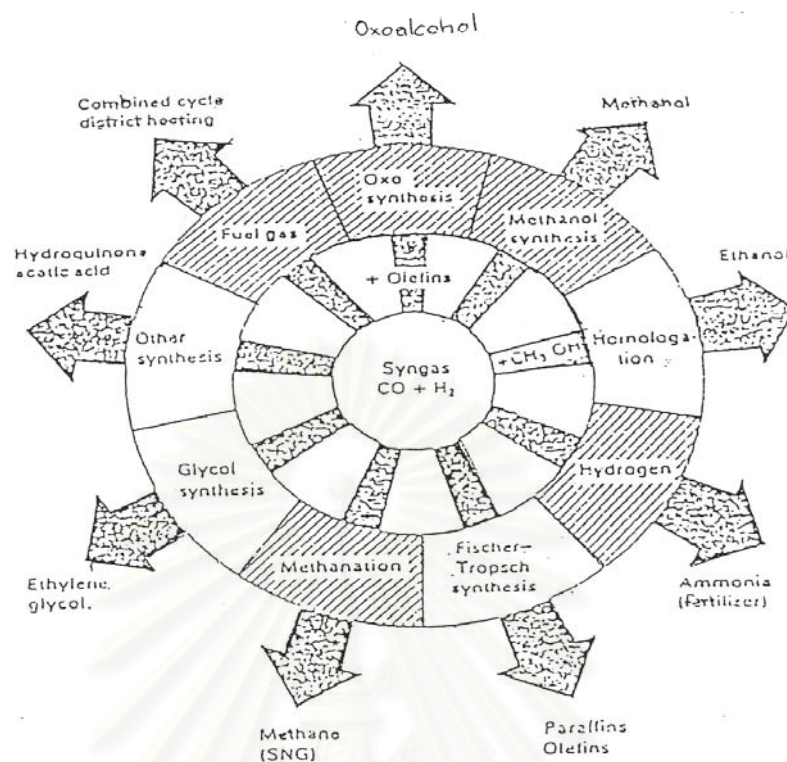 Oxoalcohol
Combined cycle
district heating
Methanol
Oxo
synthesis
Fuel gas
Methanol
synthesis
Hydroquinone
acetic acid
+ Olefins
Ethanol
Other
synthesis
Syngas
CO + H₂
+CH₃ OH
Homologa-
tion
Glycol
synthesis
Hydrogen
Methanation
Fischer-
Tropsch
synthesis
Ethylene
glycol.
Ammonia
(fertilizer)
Methane
(SNG)
Paraffins
Olefins